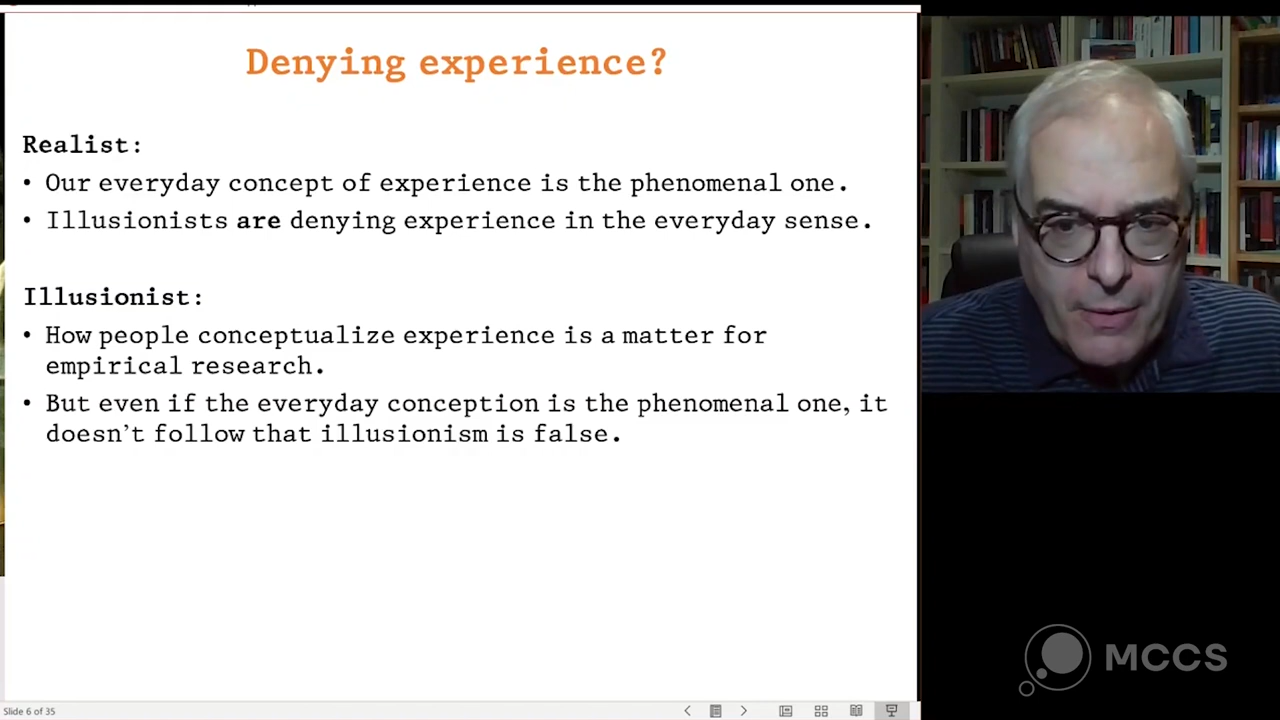 Denying experience?
Realist:
• Our everyday concept of experience is the phenomenal one.
• Illusionists are denying experience in the everyday sense.
Illusionist:
• How people conceptualize experience is a matter for
empirical research.
• But even if the everyday conception is the phenomenal one, it
doesn't follow that illusionism is false.
MCCS
Slide 6 of 35